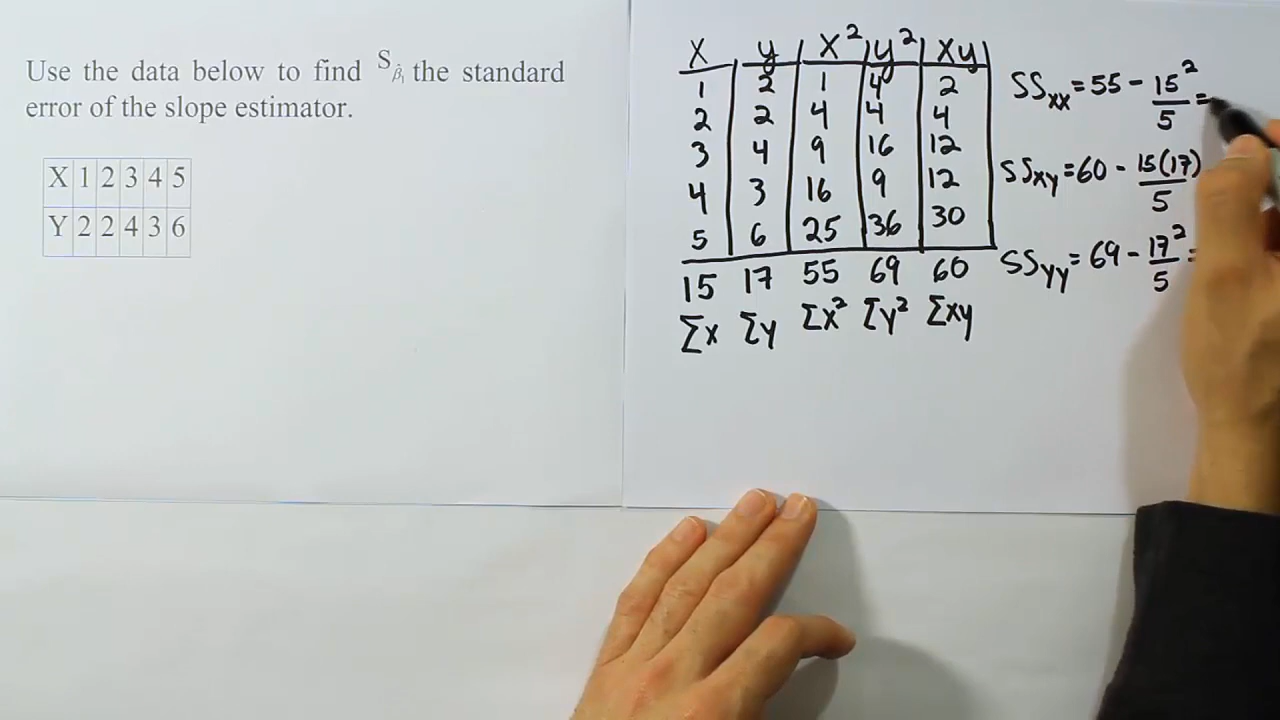 Use the data below to find S_β̂₁ the standard
error of the slope estimator.
X 1 2 3 4 5
Y 2 2 4 3 6
X y X² y² Xy
1 2 1 4 2
2 2 4 4 4
3 4 9 16 12
4 3 16 9 12
5 6 25 36 30
15 17 55 69 60
Σx Σy Σx² Σy² Σxy
SSxx = 55 - 15²/5 =
SSxy = 60 - 15(17)/5
SSyy = 69 - 17²/5 =